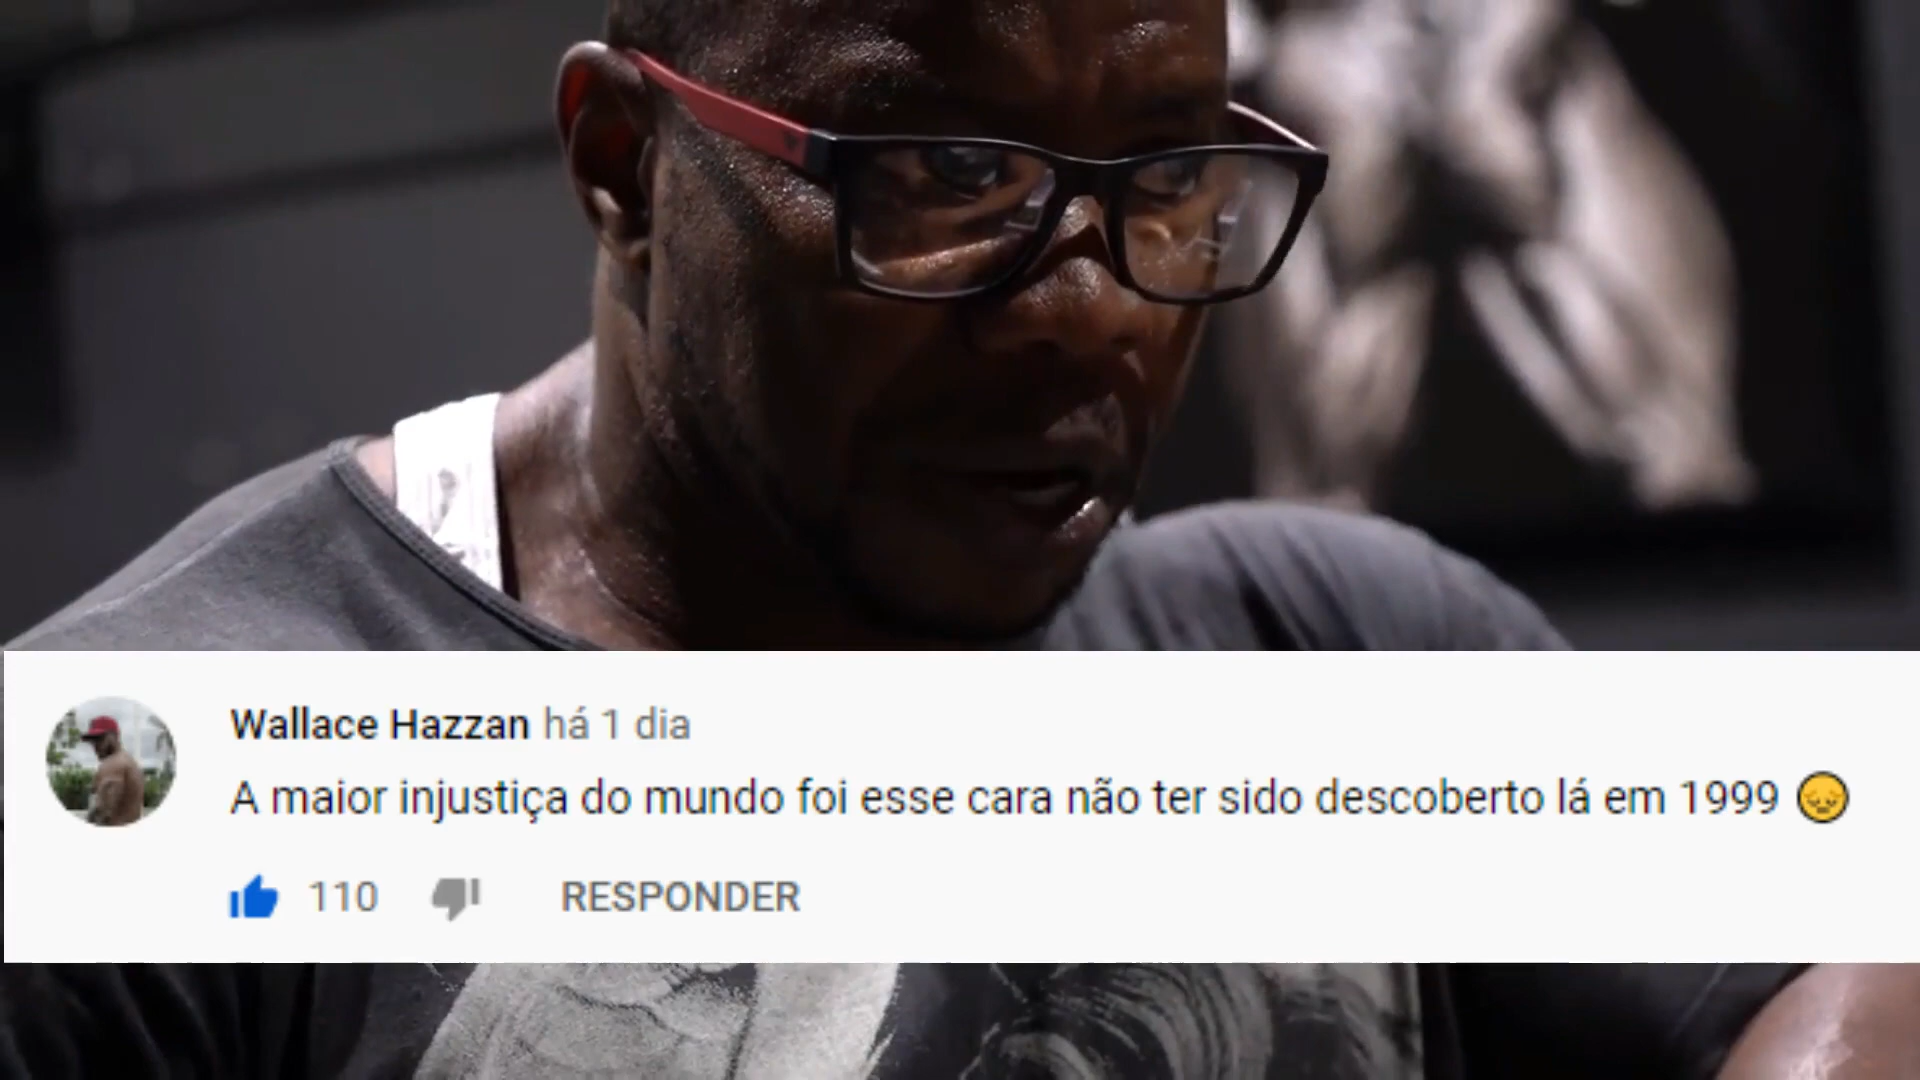 Wallace Hazzan há 1 dia
A maior injustiça do mundo foi esse cara não ter sido descoberto lá em 1999 😔
110 RESPONDER